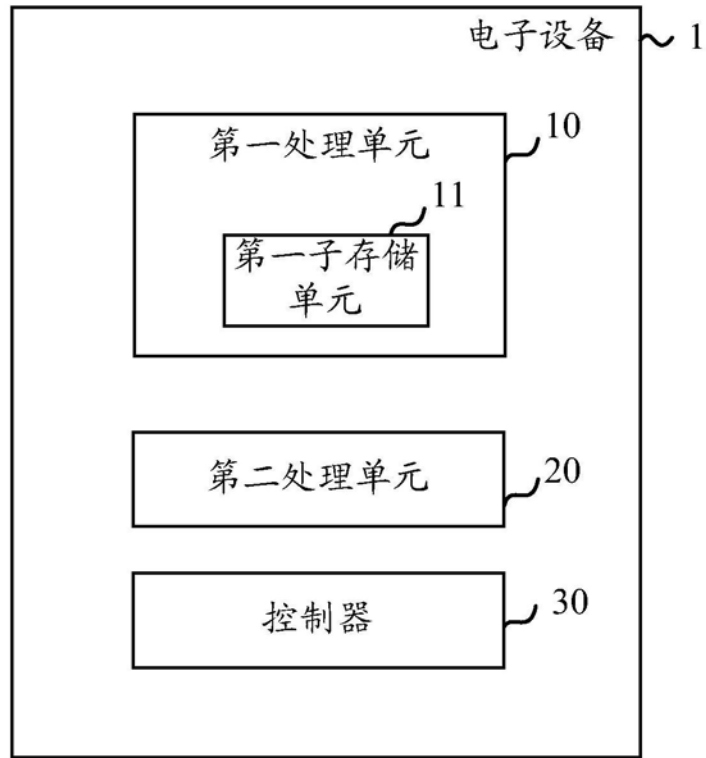 电子设备 1
第一处理单元 10
11
第一子存储
单元
第二处理单元 20
控制器 30